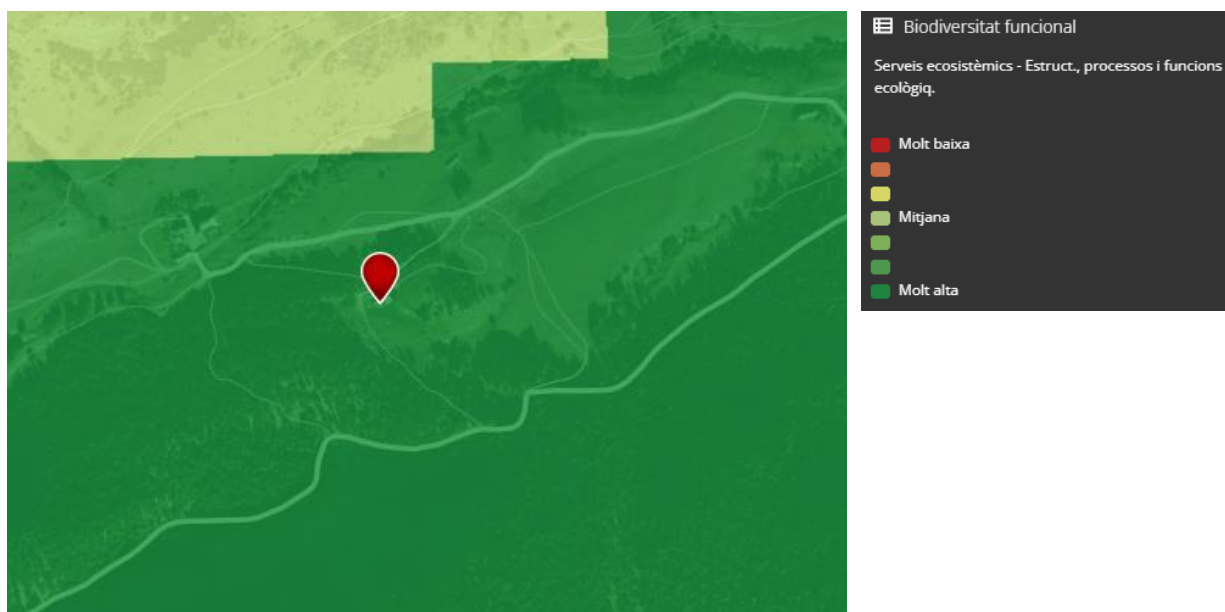 Biodiversitat funcional
Serveis ecosistèmics - Estruct., processos i funcions
ecològiq.
Molt baixa
Mitjana
Molt alta